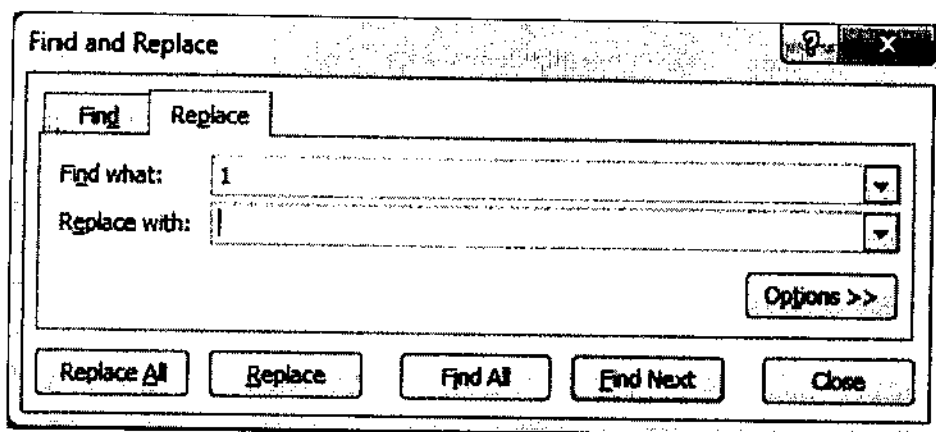 Find and Replace
Find Replace
Find what: 1
Replace with:
Options >>
Replace All Replace Find All Find Next Close